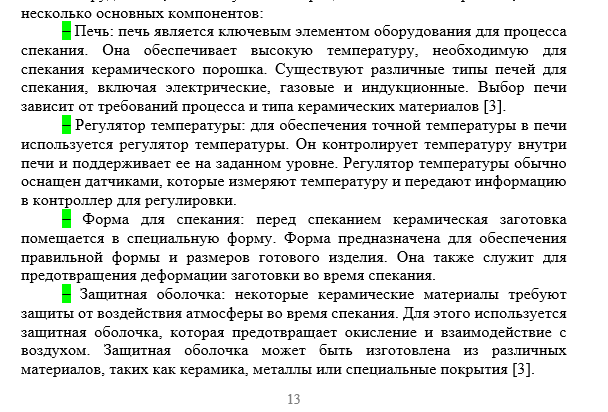 несколько основных компонентов:
– Печь: печь является ключевым элементом оборудования для процесса
спекания. Она обеспечивает высокую температуру, необходимую для
спекания керамического порошка. Существуют различные типы печей для
спекания, включая электрические, газовые и индукционные. Выбор печи
зависит от требований процесса и типа керамических материалов [3].
– Регулятор температуры: для обеспечения точной температуры в печи
используется регулятор температуры. Он контролирует температуру внутри
печи и поддерживает ее на заданном уровне. Регулятор температуры обычно
оснащен датчиками, которые измеряют температуру и передают информацию
в контроллер для регулировки.
– Форма для спекания: перед спеканием керамическая заготовка
помещается в специальную форму. Форма предназначена для обеспечения
правильной формы и размеров готового изделия. Она также служит для
предотвращения деформации заготовки во время спекания.
– Защитная оболочка: некоторые керамические материалы требуют
защиты от воздействия атмосферы во время спекания. Для этого используется
защитная оболочка, которая предотвращает окисление и взаимодействие с
воздухом. Защитная оболочка может быть изготовлена из различных
материалов, таких как керамика, металлы или специальные покрытия [3].
13